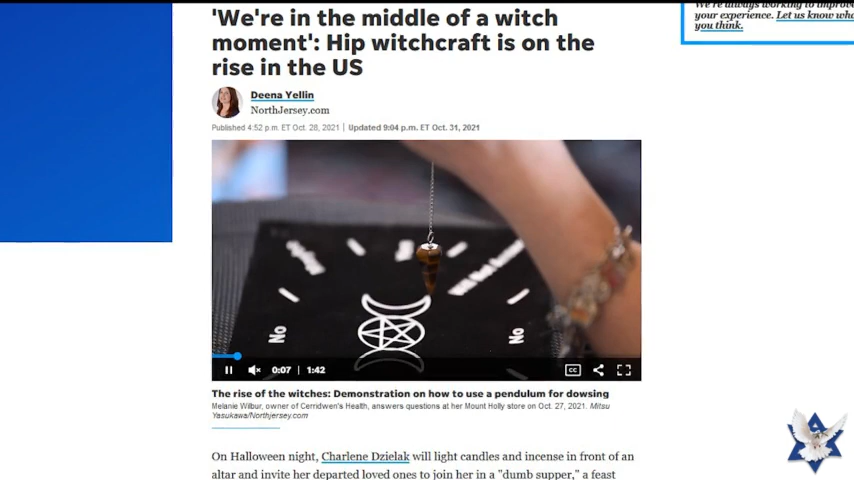 We're always working to improve
your experience. Let us know what
you think.
'We're in the middle of a witch
moment': Hip witchcraft is on the
rise in the US
Deena Yellin
NorthJersey.com
Published 4:52 p.m. ET Oct. 28, 2021 | Updated 9:04 p.m. ET Oct. 31, 2021
No
No
0:07 | 1:42
CC
The rise of the witches: Demonstration on how to use a pendulum for dowsing
Melanie Wilbur, owner of Cerridwen's Health, answers questions at her Mount Holly store on Oct. 27, 2021. Mitsu
Yasukawa/Northjersey.com
On Halloween night, Charlene Dzielak will light candles and incense in front of an
altar and invite her departed loved ones to join her in a "dumb supper," a feast